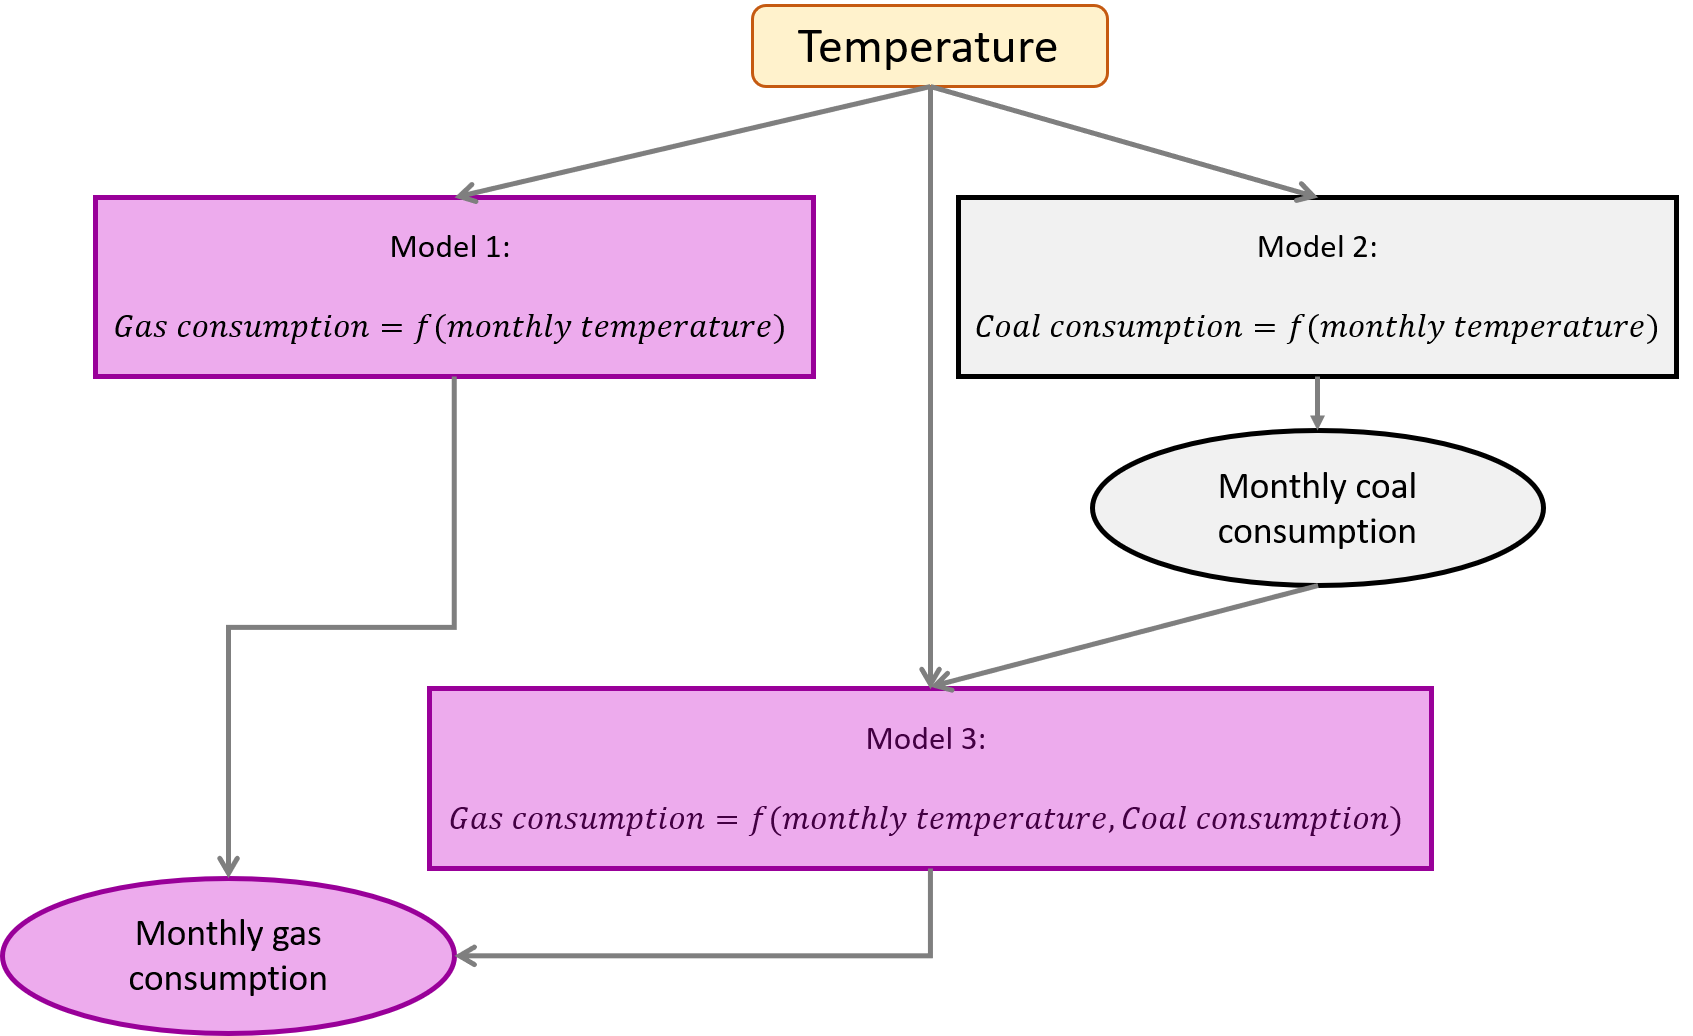 Temperature
Model 1:
Gas consumption = f(monthly temperature)
Model 2:
Coal consumption = f(monthly temperature)
Monthly coal
consumption
Model 3:
Gas consumption = f(monthly temperature, Coal consumption)
Monthly gas
consumption